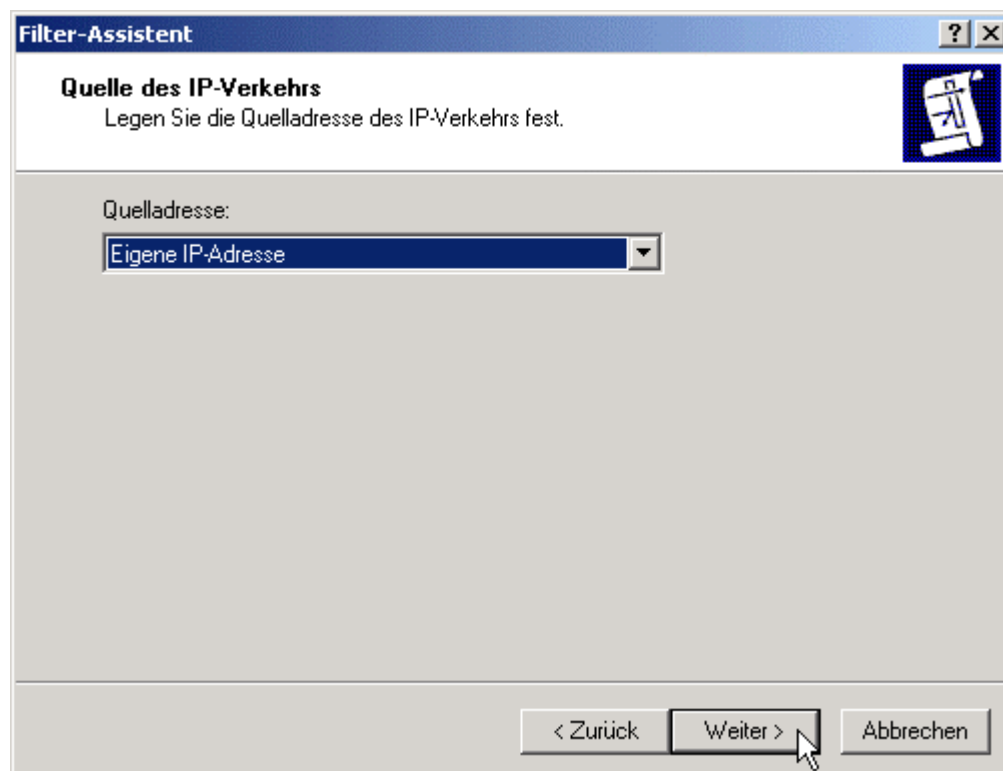 Filter-Assistent
Quelle des IP-Verkehrs
Legen Sie die Quelladresse des IP-Verkehrs fest.
Quelladresse:
Eigene IP-Adresse
< Zurück Weiter > Abbrechen